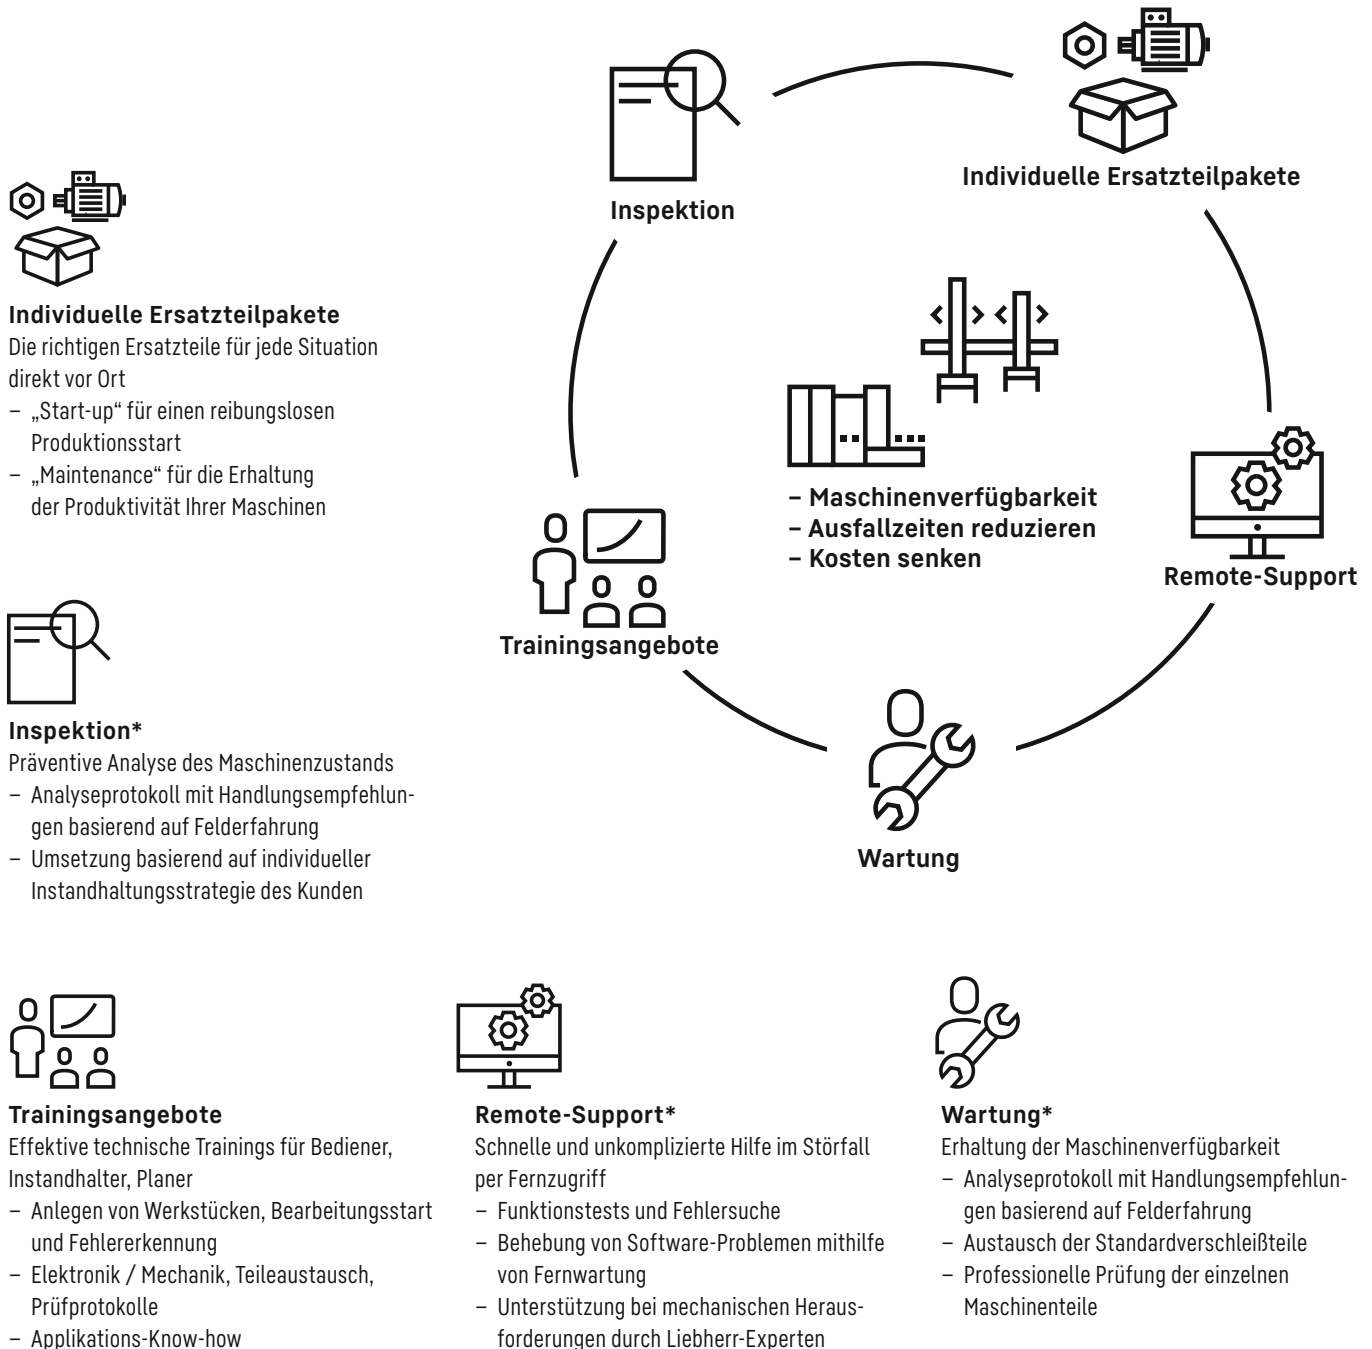 Inspektion
Individuelle Ersatzteilpakete
– Maschinenverfügbarkeit
– Ausfallzeiten reduzieren
– Kosten senken
Remote-Support
Trainingsangebote
Wartung
Individuelle Ersatzteilpakete
Die richtigen Ersatzteile für jede Situation
direkt vor Ort
– „Start-up“ für einen reibungslosen
Produktionsstart
– „Maintenance“ für die Erhaltung
der Produktivität Ihrer Maschinen
Inspektion*
Präventive Analyse des Maschinenzustands
– Analyseprotokoll mit Handlungsempfehlun-
gen basierend auf Felderfahrung
– Umsetzung basierend auf individueller
Instandhaltungsstrategie des Kunden
Trainingsangebote
Effektive technische Trainings für Bediener,
Instandhalter, Planer
– Anlegen von Werkstücken, Bearbeitungsstart
und Fehlererkennung
– Elektronik / Mechanik, Teileaustausch,
Prüfprotokolle
– Applikations-Know-how
Remote-Support*
Schnelle und unkomplizierte Hilfe im Störfall
per Fernzugriff
– Funktionstests und Fehlersuche
– Behebung von Software-Problemen mithilfe
von Fernwartung
– Unterstützung bei mechanischen Heraus-
forderungen durch Liebherr-Experten
Wartung*
Erhaltung der Maschinenverfügbarkeit
– Analyseprotokoll mit Handlungsempfehlun-
gen basierend auf Felderfahrung
– Austausch der Standardverschleißteile
– Professionelle Prüfung der einzelnen
Maschinenteile